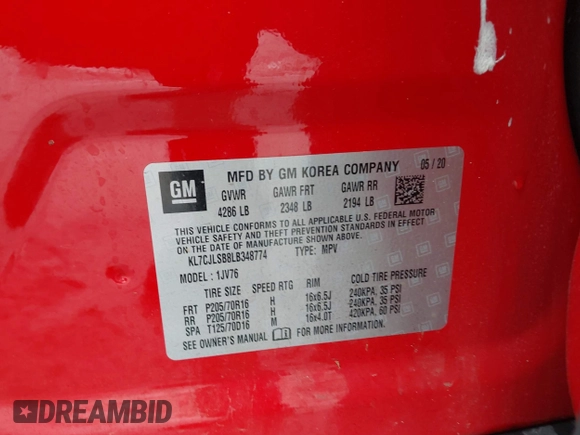 GM
MFD BY GM KOREA COMPANY 05/20
GVWR GAWR FRT GAWR RR
4286 LB 2348 LB 2194 LB
THIS VEHICLE CONFORMS TO ALL APPLICABLE U.S. FEDERAL MOTOR
VEHICLE SAFETY, BUMPER, AND THEFT PREVENTION STANDARDS IN
EFFECT ON THE DATE OF MANUFACTURE SHOWN ABOVE.
KL7CJLSB8LB348774 TYPE: MPV
MODEL: 1JV76
TIRE SIZE SPEED RTG RIM COLD TIRE PRESSURE
FRT P205/70R16 H 16x6.5J 240KPA, 35 PSI
RR P205/70R16 H 16x6.5J 240KPA, 35 PSI
SPA T125/70D16 M 16x4.0T 420KPA, 60 PSI
SEE OWNER'S MANUAL FOR MORE INFORMATION
DREAMBID